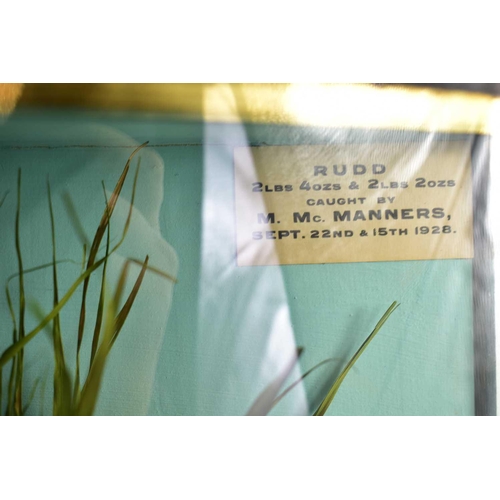 RUDD
2LBS 4OZS & 2LBS 2OZS
CAUGHT BY
M. MC. MANNERS,
SEPT. 22ND & 15TH 1928.